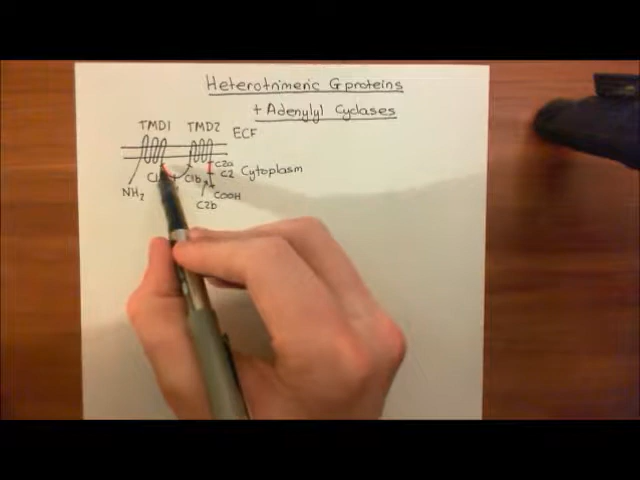 Heterotrimeric G proteins
+ Adenylyl Cyclases
TMD1 TMD2 ECF
C2a
C1b C2 Cytoplasm
NH2 COOH
C2b